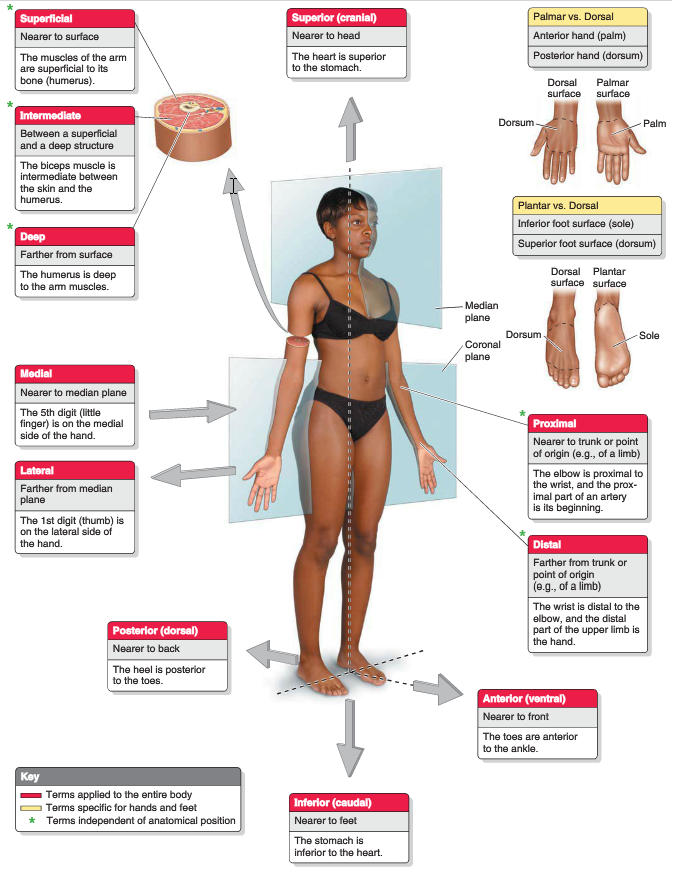 * Superficial
Nearer to surface
The muscles of the arm
are superficial to its
bone (humerus).
* Intermediate
Between a superficial
and a deep structure
The biceps muscle is
intermediate between
the skin and the
humerus.
* Deep
Farther from surface
The humerus is deep
to the arm muscles.
Superior (cranial)
Nearer to head
The heart is superior
to the stomach.
Palmar vs. Dorsal
Anterior hand (palm)
Posterior hand (dorsum)
Dorsal
surface
Palmar
surface
Dorsum
Palm
Plantar vs. Dorsal
Inferior foot surface (sole)
Superior foot surface (dorsum)
Dorsal
surface
Plantar
surface
Dorsum
Sole
Median
plane
Coronal
plane
Medial
Nearer to median plane
The 5th digit (little
finger) is on the medial
side of the hand.
Lateral
Farther from median
plane
The 1st digit (thumb) is
on the lateral side of
the hand.
* Proximal
Nearer to trunk or point
of origin (e.g., of a limb)
The elbow is proximal to
the wrist, and the prox-
imal part of an artery
is its beginning.
* Distal
Farther from trunk or
point of origin
(e.g., of a limb)
The wrist is distal to the
elbow, and the distal
part of the upper limb is
the hand.
Posterior (dorsal)
Nearer to back
The heel is posterior
to the toes.
Anterior (ventral)
Nearer to front
The toes are anterior
to the ankle.
Key
Terms applied to the entire body
Terms specific for hands and feet
* Terms independent of anatomical position
Inferior (caudal)
Nearer to feet
The stomach is
inferior to the heart.